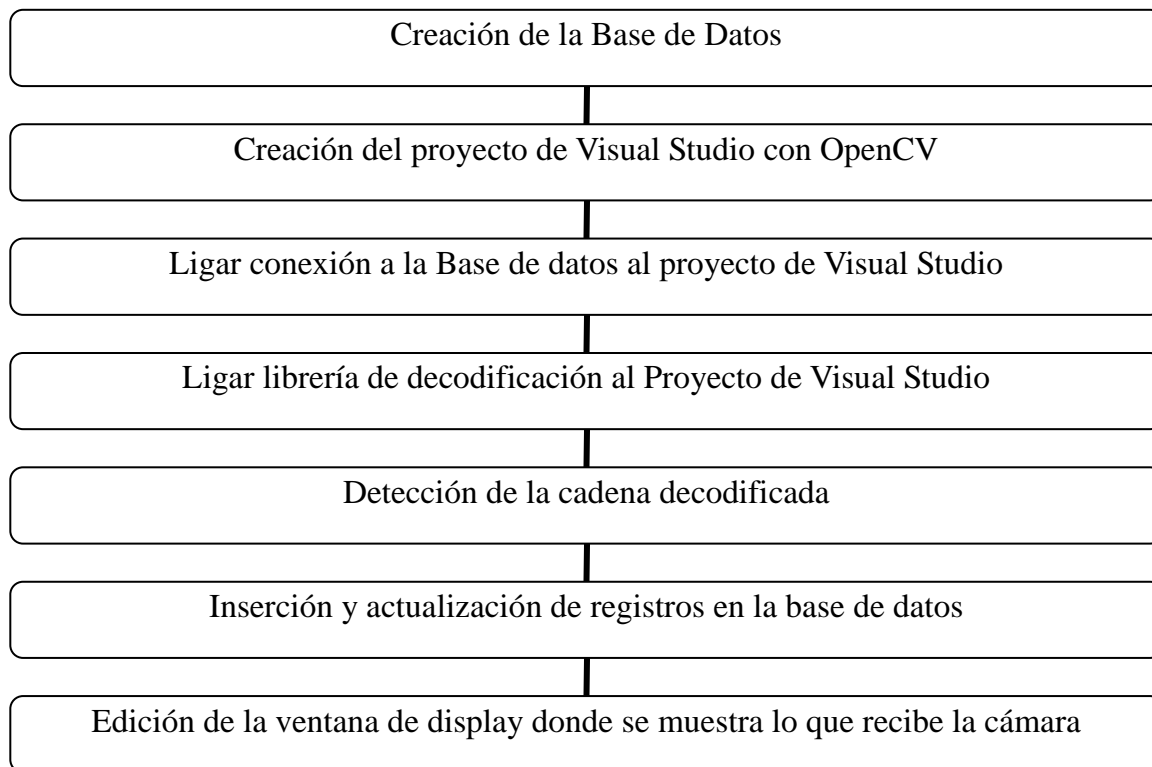 Creación de la Base de Datos
Creación del proyecto de Visual Studio con OpenCV
Ligar conexión a la Base de datos al proyecto de Visual Studio
Ligar librería de decodificación al Proyecto de Visual Studio
Detección de la cadena decodificada
Inserción y actualización de registros en la base de datos
Edición de la ventana de display donde se muestra lo que recibe la cámara